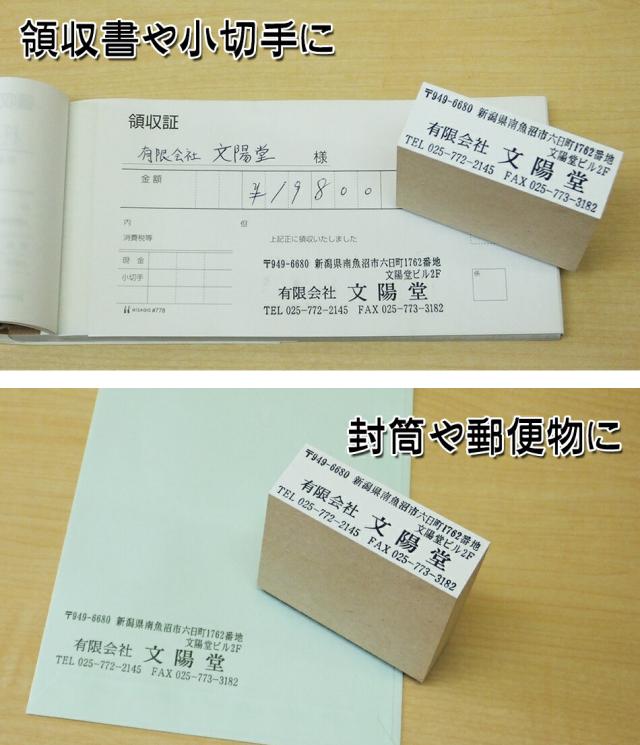 領収書や小切手に
領収証
有限会社 文陽堂 様
金額
¥19800
内
但
消費税等
上記正に領収いたしました
現金
小切手
係
HISAGO #778
〒949-6680 新潟県南魚沼市六日町1762番地
文陽堂ビル2F
有限会社 文陽堂
TEL 025-772-2145 FAX 025-773-3182
〒949-6680 新潟県南魚沼市六日町1762番地
文陽堂ビル2F
有限会社 文陽堂
TEL 025-772-2145 FAX 025-773-3182
封筒や郵便物に
〒949-6680 新潟県南魚沼市六日町1762番地
文陽堂ビル2F
有限会社 文陽堂
TEL 025-772-2145 FAX 025-773-3182
〒949-6680 新潟県南魚沼市六日町1762番地
文陽堂ビル2F
有限会社 文陽堂
TEL 025-772-2145 FAX 025-773-3182